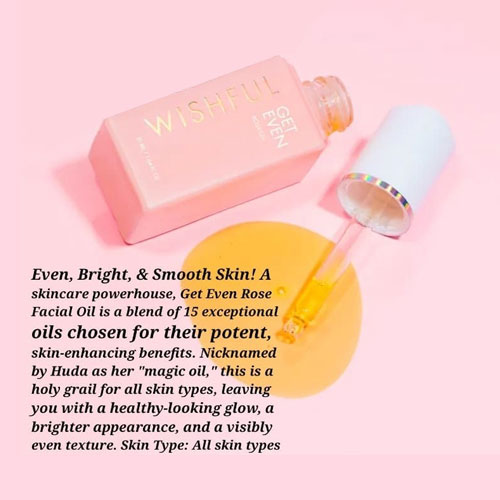 WISHFUL
GET
EVEN
Even, Bright, & Smooth Skin! A
skincare powerhouse, Get Even Rose
Facial Oil is a blend of 15 exceptional
oils chosen for their potent,
skin-enhancing benefits. Nicknamed
by Huda as her "magic oil," this is a
holy grail for all skin types, leaving
you with a healthy-looking glow, a
brighter appearance, and a visibly
even texture. Skin Type: All skin types